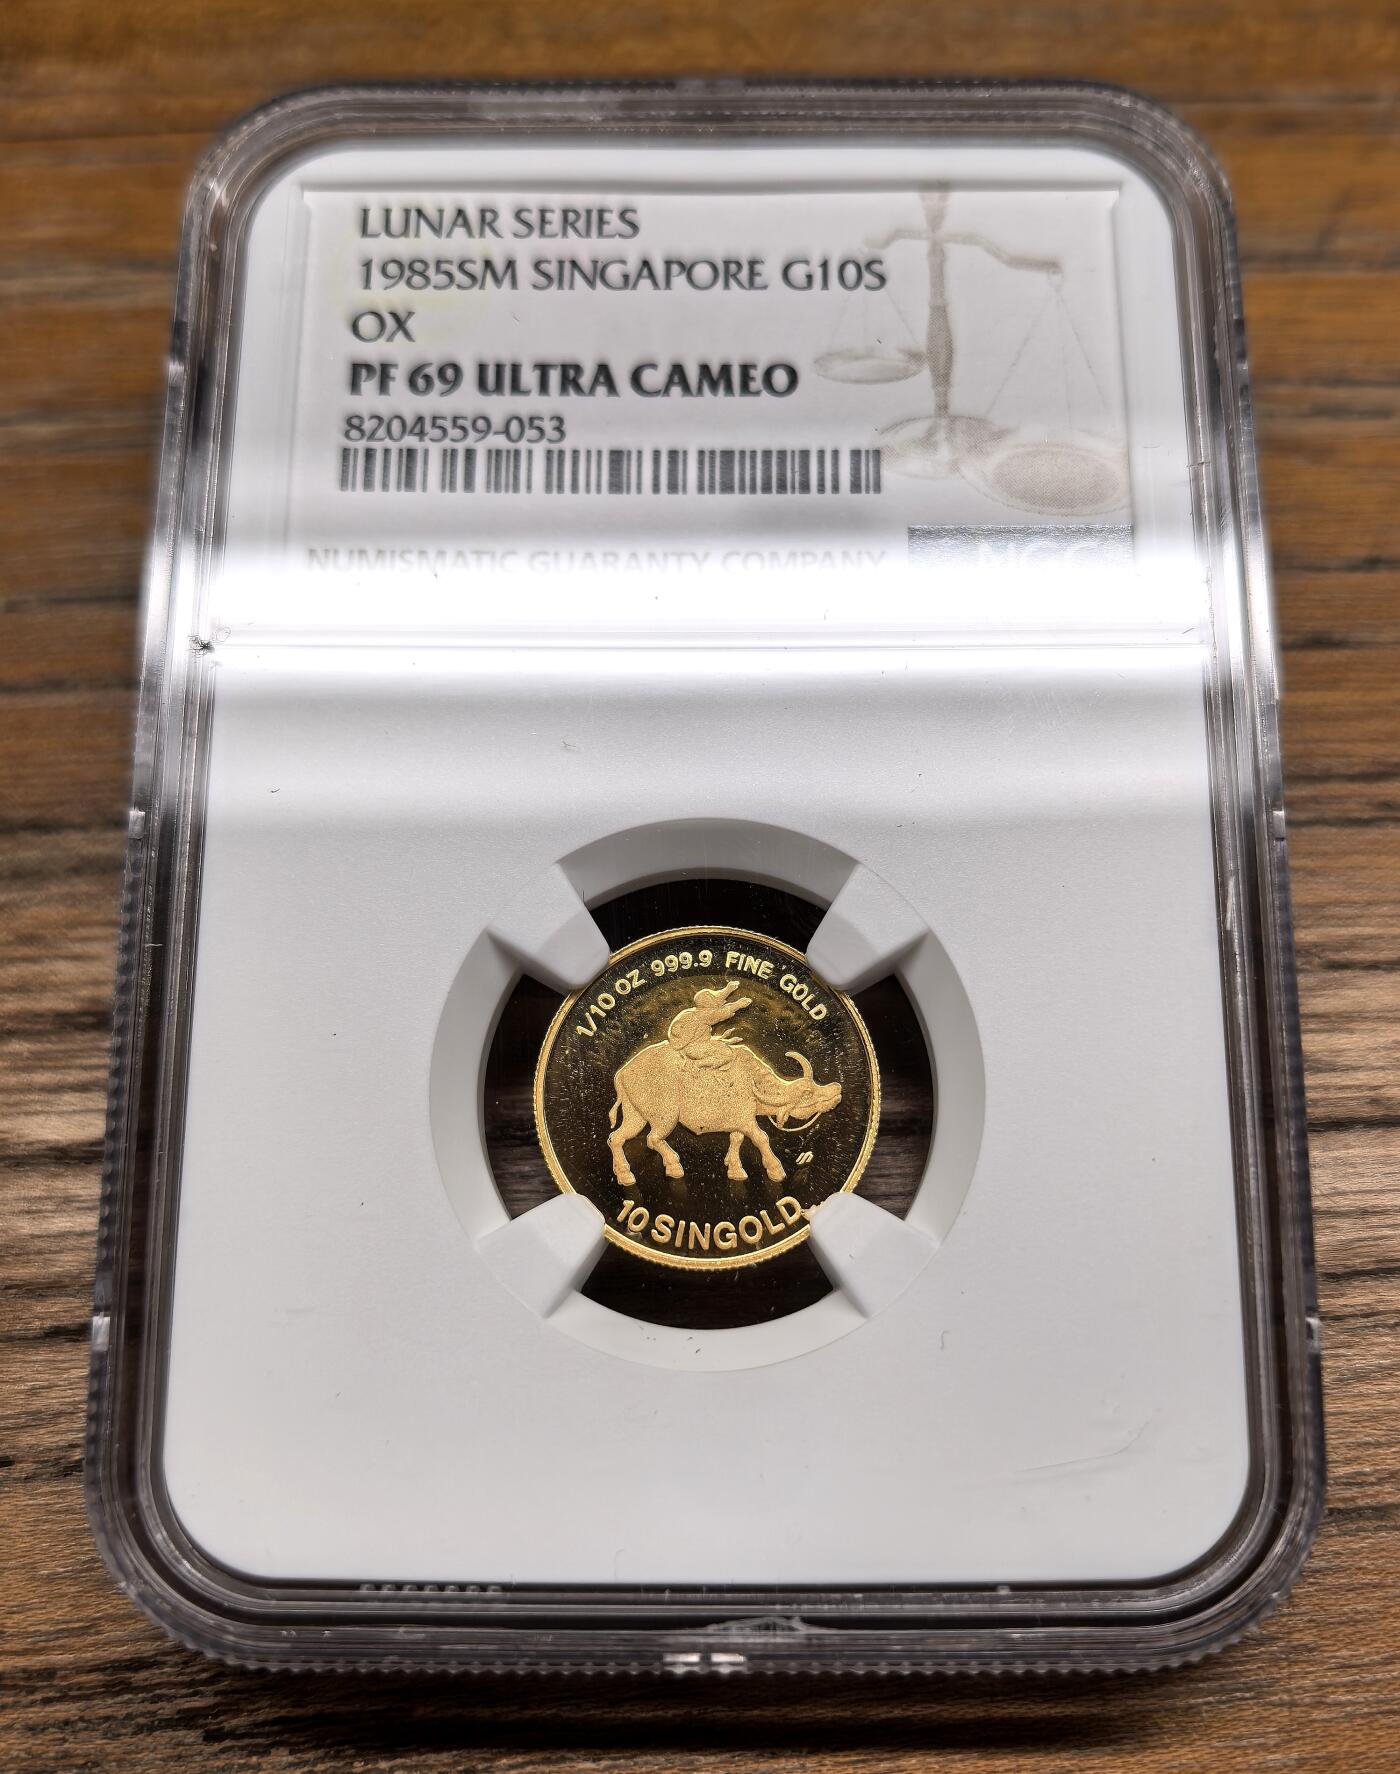 LUNAR SERIES
1985SM SINGAPORE G10S
OX
PF 69 ULTRA CAMEO
8204559-053
NUMISMATIC GUARANTY COMPANY
NGC
1/10 OZ 999.9 FINE GOLD
10 SINGOLD